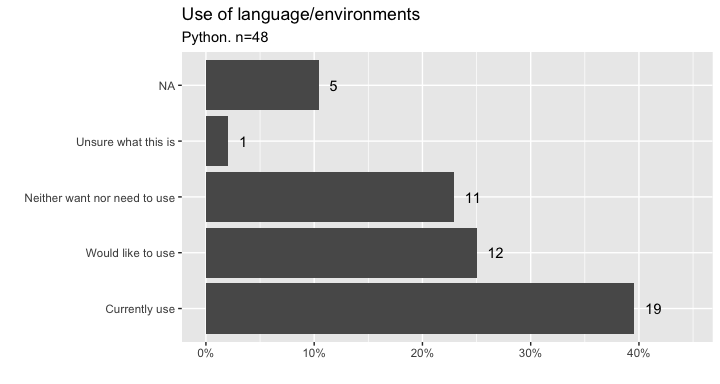 Use of language/environments
Python. n=48
NA 5
Unsure what this is 1
Neither want nor need to use 11
Would like to use 12
Currently use 19
0% 10% 20% 30% 40%